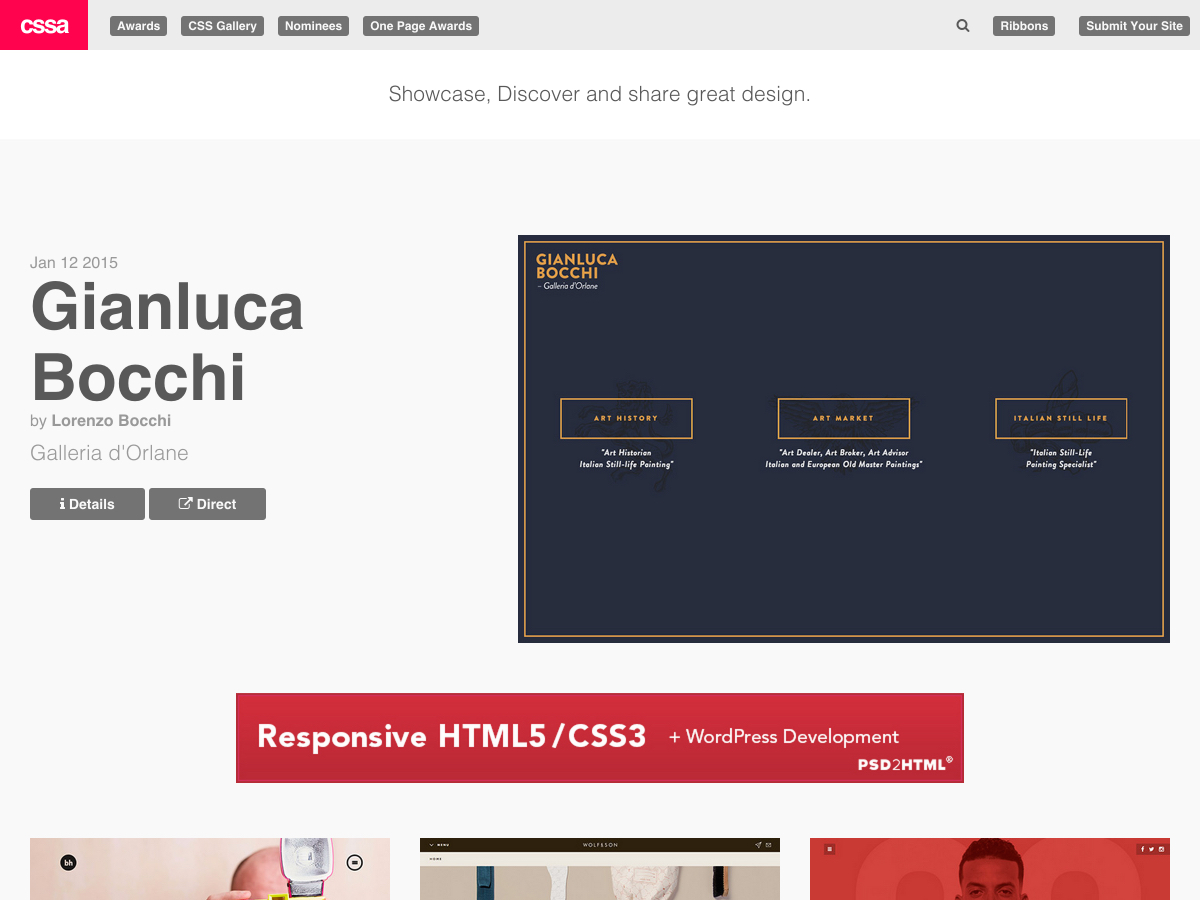 cssa
Awards
CSS Gallery
Nominees
One Page Awards
Ribbons
Submit Your Site
Showcase, Discover and share great design.
Jan 12 2015
Gianluca
Bocchi
by Lorenzo Bocchi
Galleria d'Orlane
Details
Direct
GIANLUCA
BOCCHI
– Galleria d'Orlane
ART HISTORY
"Art Historian
Italian Still-life Painting"
ART MARKET
"Art Dealer, Art Broker, Art Advisor
Italian and European Old Master Paintings"
ITALIAN STILL LIFE
"Italian Still-Life
Painting Specialist"
Responsive HTML5/CSS3 + WordPress Development
PSD2HTML®
bh
MENU
WOLF&SON
HOME